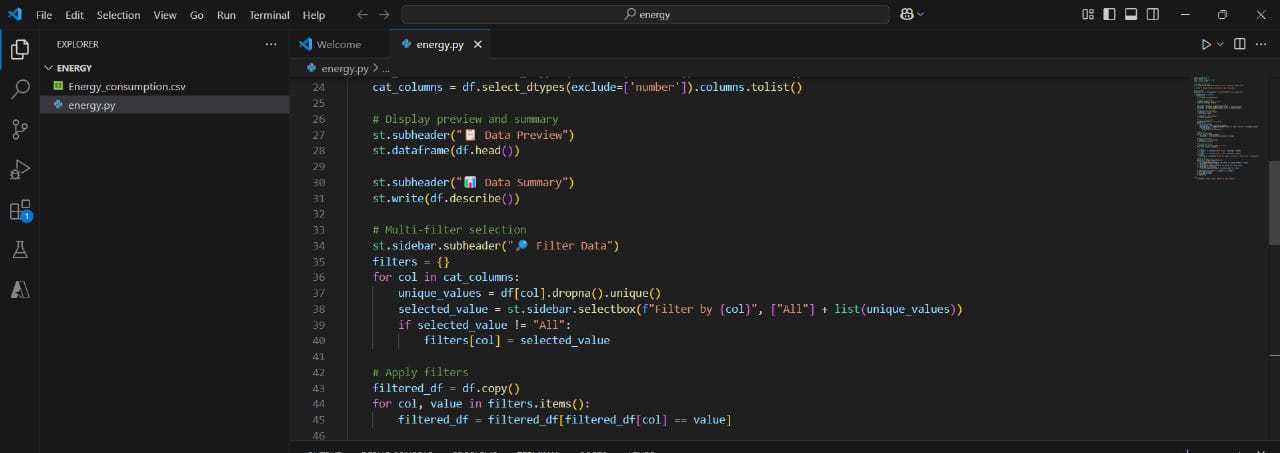 File Edit Selection View Go Run Terminal Help
energy
EXPLORER
ENERGY
Energy_consumption.csv
energy.py
1
Welcome
energy.py
energy.py > ...
24 cat_columns = df.select_dtypes(exclude=['number']).columns.tolist()
25
26 # Display preview and summary
27 st.subheader("📋 Data Preview")
28 st.dataframe(df.head())
29
30 st.subheader("📊 Data Summary")
31 st.write(df.describe())
32
33 # Multi-filter selection
34 st.sidebar.subheader("🔎 Filter Data")
35 filters = {}
36 for col in cat_columns:
37 unique_values = df[col].dropna().unique()
38 selected_value = st.sidebar.selectbox(f"Filter by {col}", ["All"] + list(unique_values))
39 if selected_value != "All":
40 filters[col] = selected_value
41
42 # Apply filters
43 filtered_df = df.copy()
44 for col, value in filters.items():
45 filtered_df = filtered_df[filtered_df[col] == value]
46